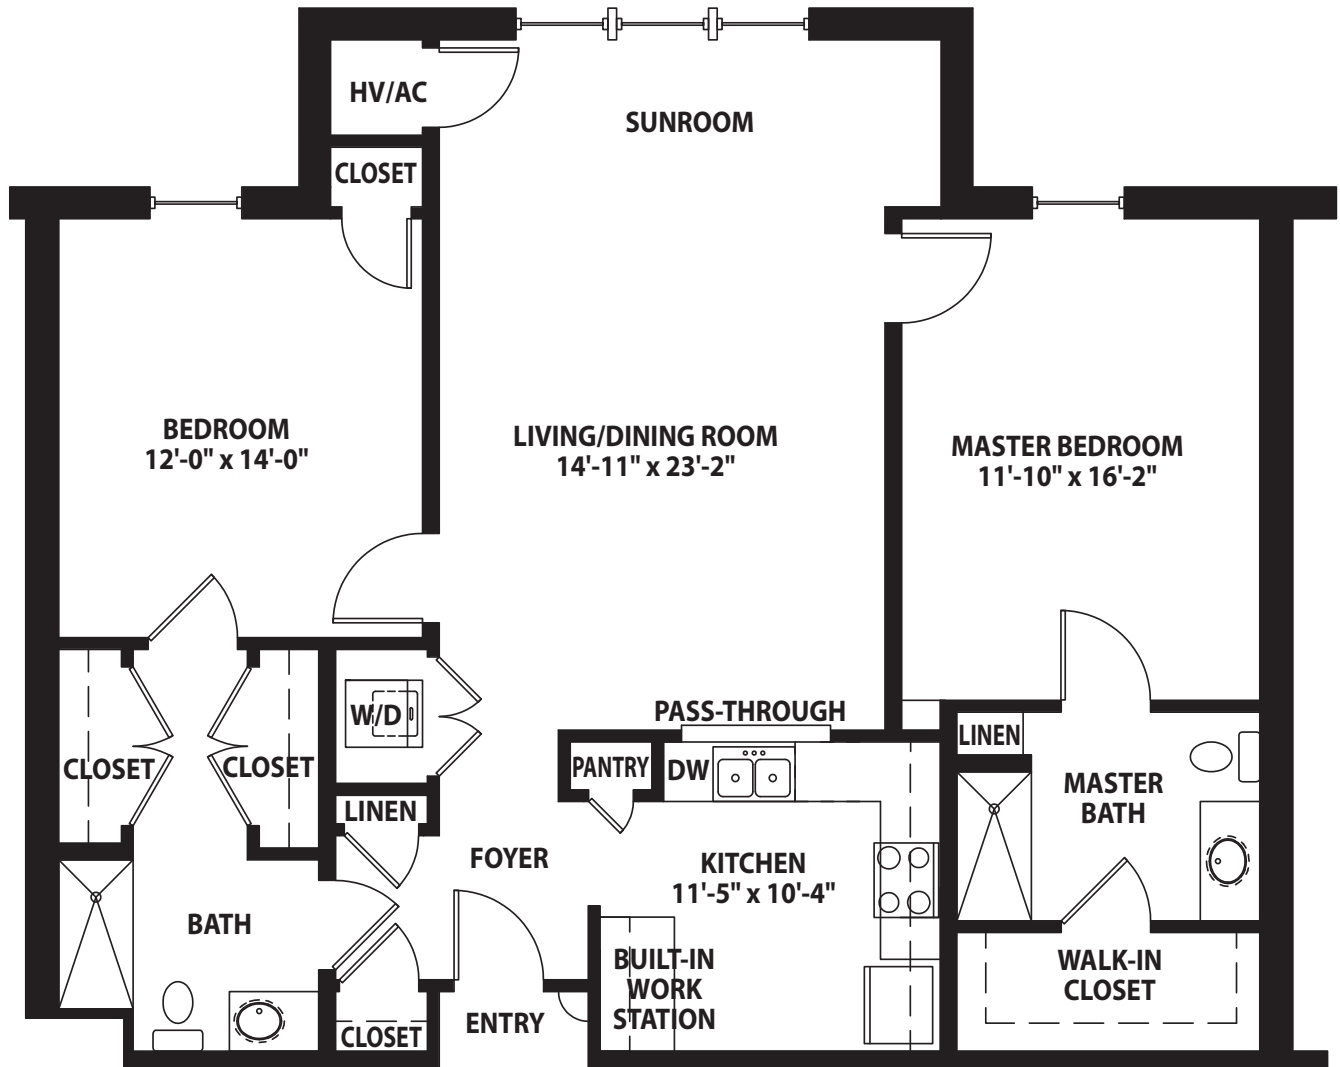 HV/AC
SUNROOM
CLOSET
BEDROOM
12'-0" x 14'-0"
LIVING/DINING ROOM
14'-11" x 23'-2"
MASTER BEDROOM
11'-10" x 16'-2"
W/D
PASS-THROUGH
CLOSET
CLOSET
PANTRY
DW
LINEN
LINEN
MASTER
BATH
FOYER
KITCHEN
11'-5" x 10'-4"
BATH
BUILT-IN
WORK
STATION
WALK-IN
CLOSET
CLOSET
ENTRY